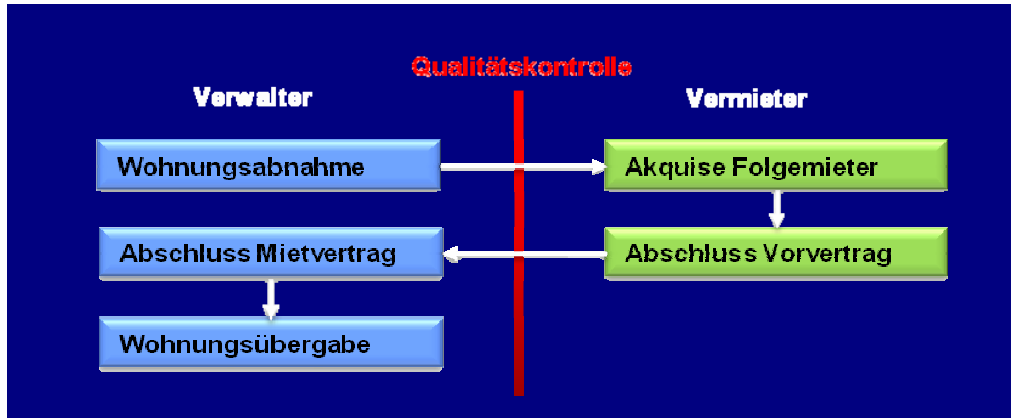 Qualitätskontrolle
Verwalter
Vermieter
Wohnungsabnahme
Akquise Folgemieter
Abschluss Mietvertrag
Abschluss Vorvertrag
Wohnungsübergabe